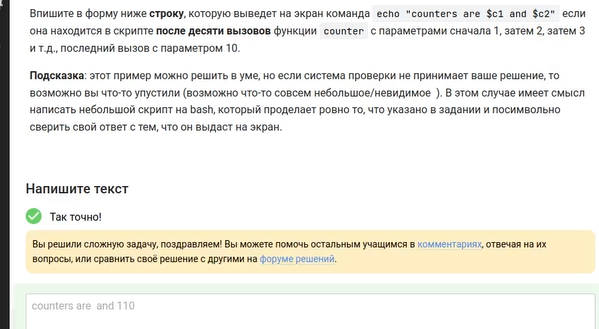 Впишите в форму ниже строку, которую выведет на экран команда echo "counters are $c1 and $c2" если
она находится в скрипте после десяти вызовов функции counter с параметрами сначала 1, затем 2, затем 3
и т.д., последний вызов с параметром 10.
Подсказка: этот пример можно решить в уме, но если система проверки не принимает ваше решение, то
возможно вы что-то упустили (возможно что-то совсем небольшое/невидимое  ). В этом случае имеет смысл
написать небольшой скрипт на bash, который проделает ровно то, что указано в задании и посимвольно
сверить свой ответ с тем, что он выдаст на экран.
Напишите текст
Так точно!
Вы решили сложную задачу, поздравляем! Вы можете помочь остальным учащимся в комментариях, отвечая на их
вопросы, или сравнить своё решение с другими на форуме решений.
counters are  and 110